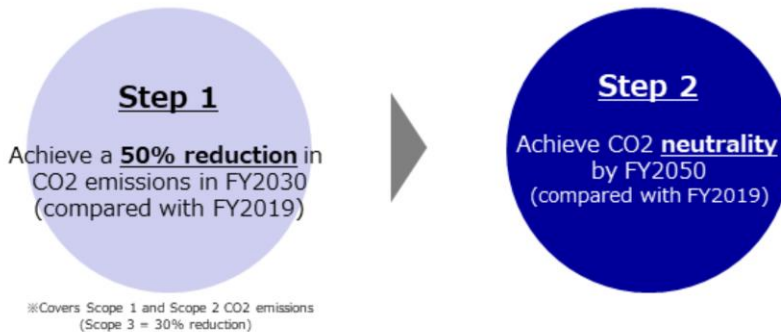 Step 1
Achieve a 50% reduction in
CO2 emissions in FY2030
(compared with FY2019)
※Covers Scope 1 and Scope 2 CO2 emissions
(Scope 3 = 30% reduction)
Step 2
Achieve CO2 neutrality
by FY2050
(compared with FY2019)